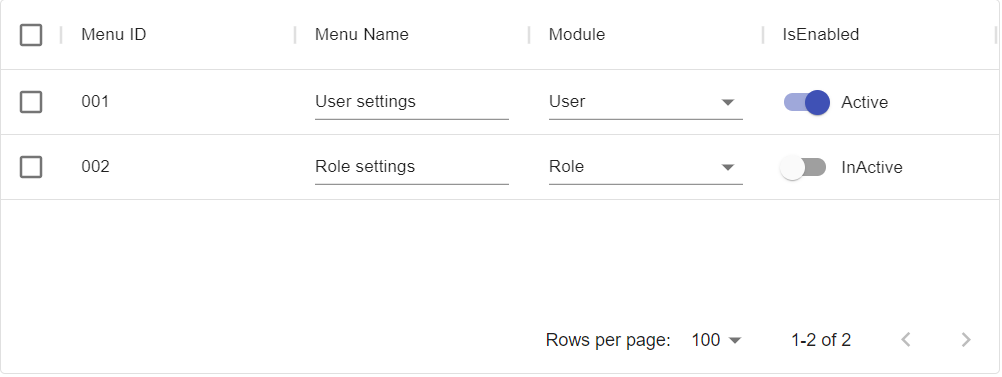 Menu ID Menu Name Module IsEnabled
001 User settings User Active
002 Role settings Role InActive
Rows per page: 100 1-2 of 2